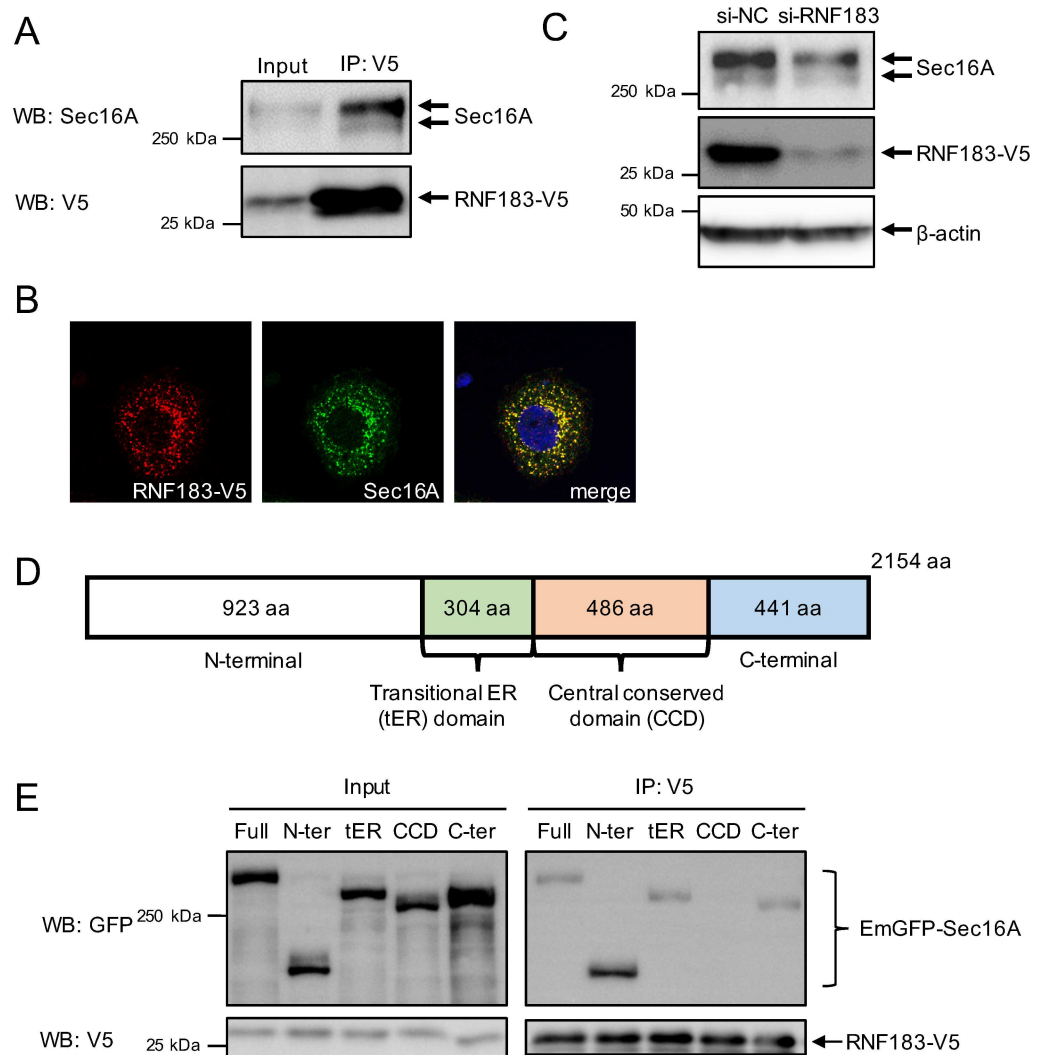 A
Input IP: V5
WB: Sec16A
Sec16A
250 kDa
WB: V5
RNF183-V5
25 kDa
C
si-NC si-RNF183
Sec16A
250 kDa
RNF183-V5
25 kDa
50 kDa
β-actin
B
RNF183-V5
Sec16A
merge
D
2154 aa
923 aa
304 aa
486 aa
441 aa
N-terminal
C-terminal
Transitional ER
(tER) domain
Central conserved
domain (CCD)
E
Input
IP: V5
Full N-ter tER CCD C-ter
Full N-ter tER CCD C-ter
WB: GFP
250 kDa
EmGFP-Sec16A
WB: V5
25 kDa
RNF183-V5